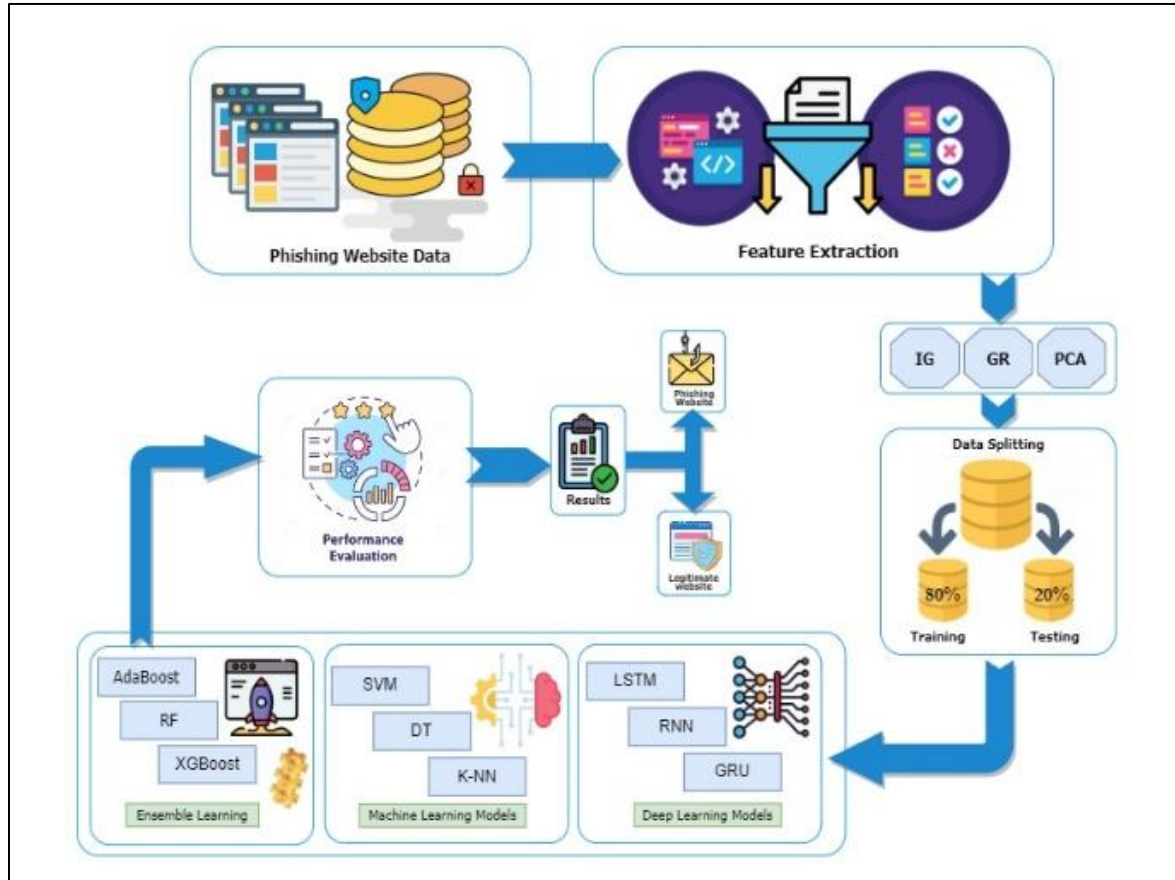 Phishing Website Data
Feature Extraction
IG
GR
PCA
Data Splitting
80%
20%
Training
Testing
LSTM
RNN
GRU
Deep Learning Models
SVM
DT
K-NN
Machine Learning Models
AdaBoost
RF
XGBoost
Ensemble Learning
Performance
Evaluation
Results
Phishing
Website
Legitimate
website